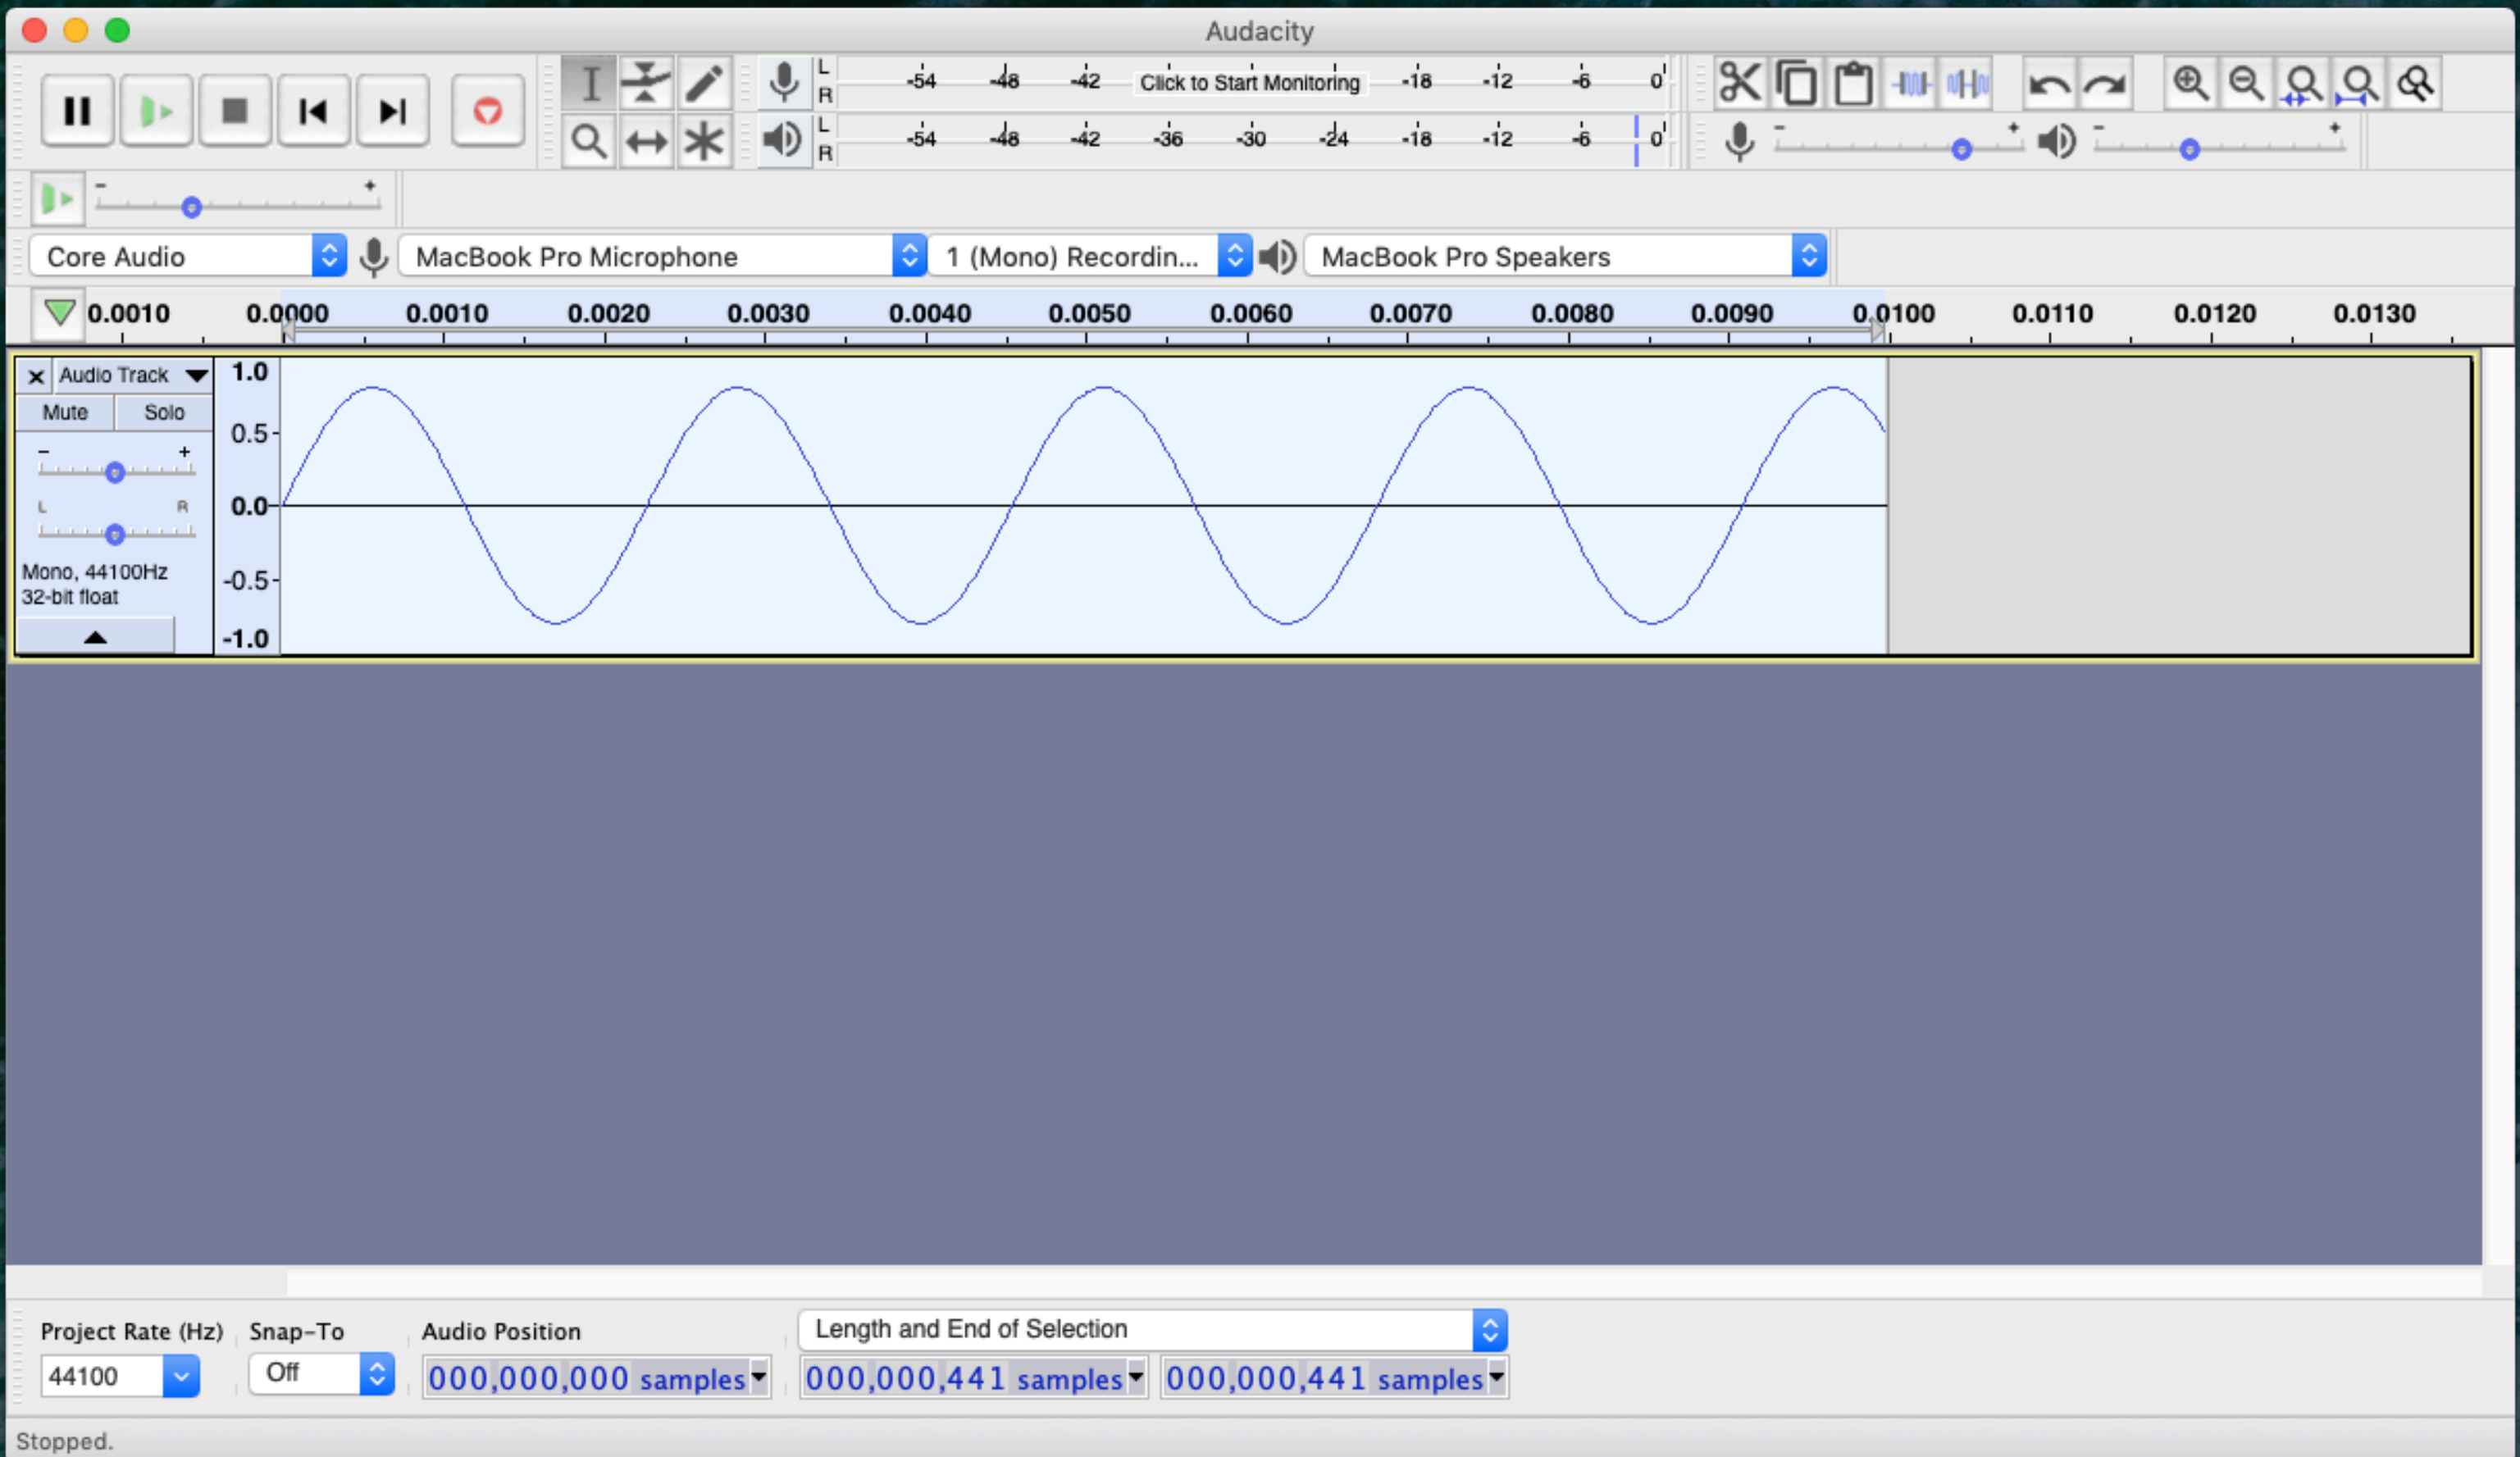 Audacity
L -54 -48 -42 Click to Start Monitoring -18 -12 -6 0
R
L -54 -48 -42 -36 -30 -24 -18 -12 -6 0
R
- +
- +
- +
Core Audio MacBook Pro Microphone 1 (Mono) Recordin... MacBook Pro Speakers
0.0010 0.0000 0.0010 0.0020 0.0030 0.0040 0.0050 0.0060 0.0070 0.0080 0.0090 0.0100 0.0110 0.0120 0.0130
x Audio Track
Mute Solo
- +
L R
Mono, 44100Hz
32-bit float
1.0
0.5-
0.0-
-0.5-
-1.0
Project Rate (Hz) Snap-To Audio Position Length and End of Selection
44100 Off 000,000,000 samples 000,000,441 samples 000,000,441 samples
Stopped.